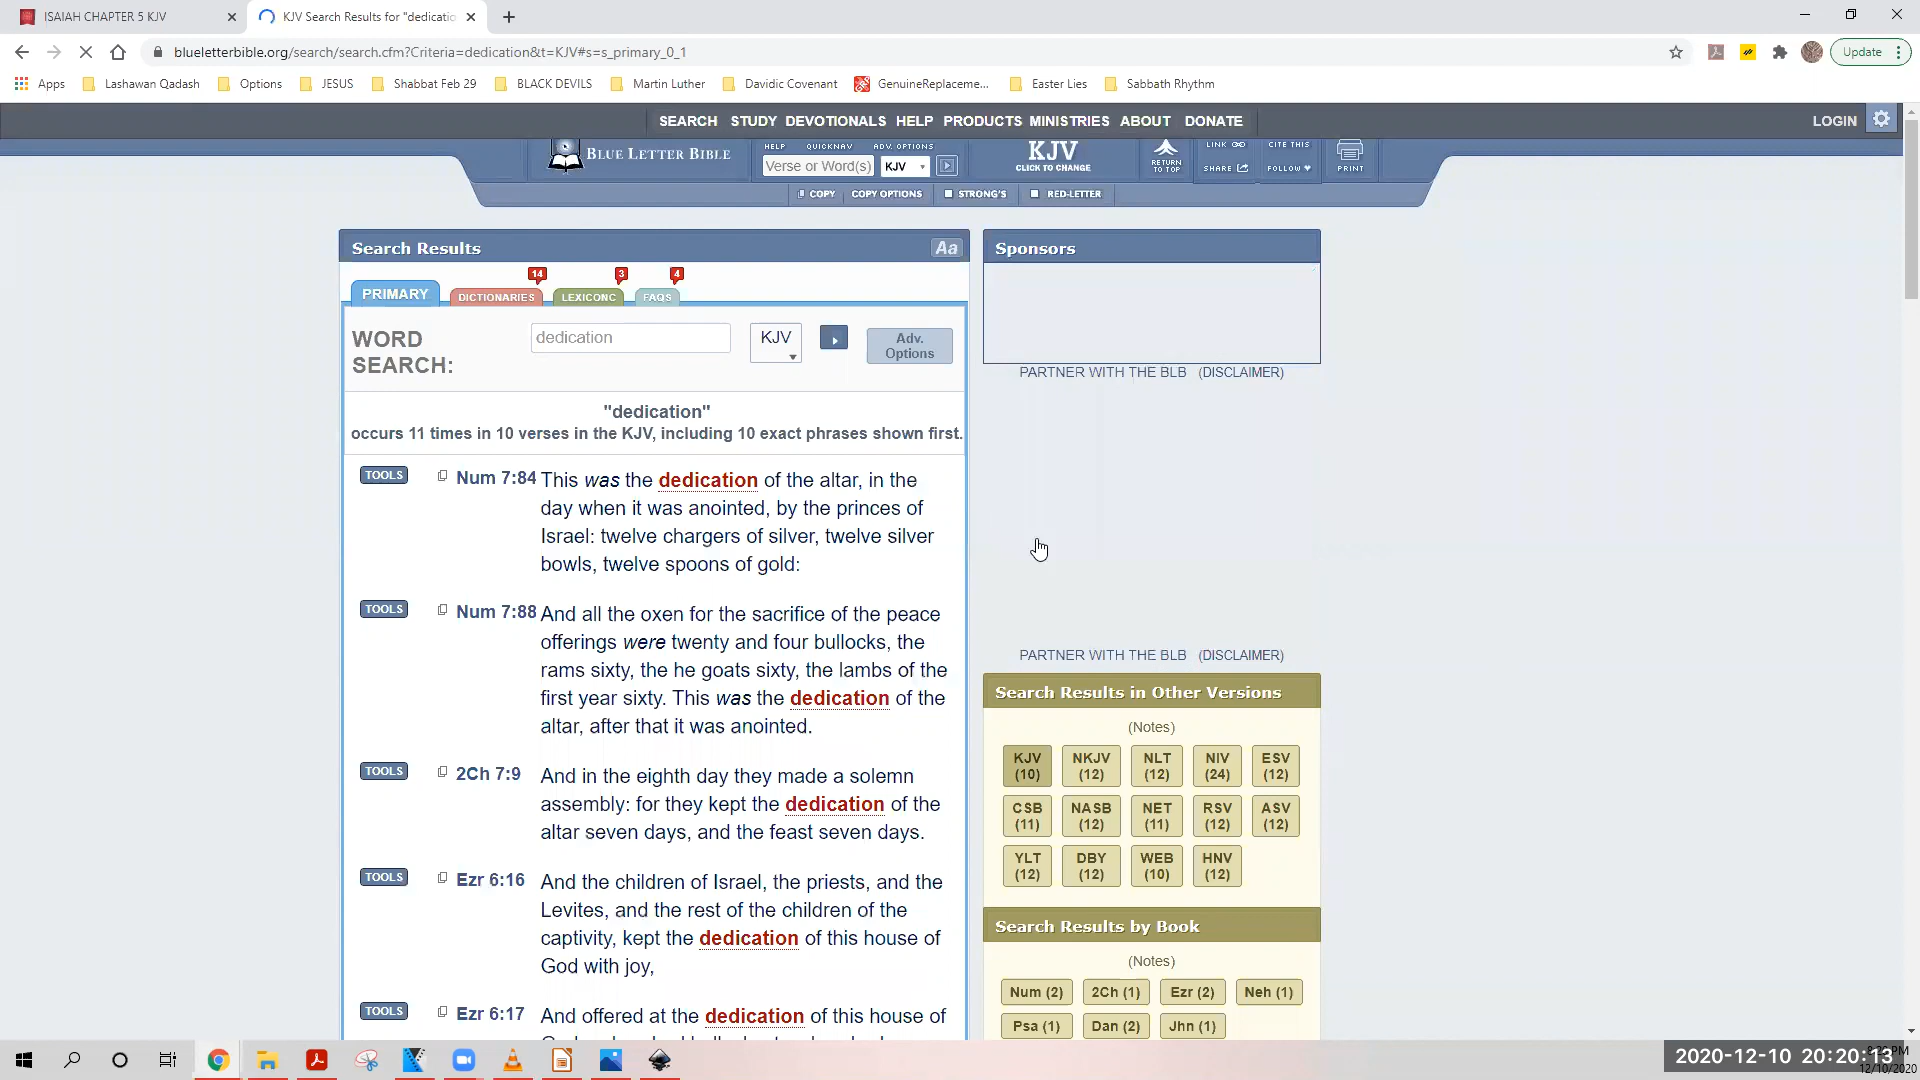 ISAIAH CHAPTER 5 KJV
KJV Search Results for "dedicatio
blueletterbible.org/search/search.cfm?Criteria=dedication&t=KJV#s=s_primary_0_1
Update
Apps
Lashawan Qadash
Options
JESUS
Shabbat Feb 29
BLACK DEVILS
Martin Luther
Davidic Covenant
GenuineReplaceme...
Easter Lies
Sabbath Rhythm
SEARCH STUDY DEVOTIONALS HELP PRODUCTS MINISTRIES ABOUT DONATE
LOGIN
BLUE LETTER BIBLE
HELP QUICKNAV ADV. OPTIONS
Verse or Word(s) KJV
KJV
CLICK TO CHANGE
RETURN
TO TOP
LINK
CITE THIS
SHARE
FOLLOW
PRINT
COPY COPY OPTIONS STRONG'S RED-LETTER
Search Results
Aa
14
3
4
PRIMARY
DICTIONARIES
LEXICONC
FAQS
WORD
SEARCH:
dedication
KJV
Adv.
Options
"dedication"
occurs 11 times in 10 verses in the KJV, including 10 exact phrases shown first.
TOOLS
Num 7:84
This was the dedication of the altar, in the
day when it was anointed, by the princes of
Israel: twelve chargers of silver, twelve silver
bowls, twelve spoons of gold:
TOOLS
Num 7:88
And all the oxen for the sacrifice of the peace
offerings were twenty and four bullocks, the
rams sixty, the he goats sixty, the lambs of the
first year sixty. This was the dedication of the
altar, after that it was anointed.
TOOLS
2Ch 7:9
And in the eighth day they made a solemn
assembly: for they kept the dedication of the
altar seven days, and the feast seven days.
TOOLS
Ezr 6:16
And the children of Israel, the priests, and the
Levites, and the rest of the children of the
captivity, kept the dedication of this house of
God with joy,
TOOLS
Ezr 6:17
And offered at the dedication of this house of
Sponsors
PARTNER WITH THE BLB (DISCLAIMER)
PARTNER WITH THE BLB (DISCLAIMER)
Search Results in Other Versions
(Notes)
KJV
(10)
NKJV
(12)
NLT
(12)
NIV
(24)
ESV
(12)
CSB
(11)
NASB
(12)
NET
(11)
RSV
(12)
ASV
(12)
YLT
(12)
DBY
(12)
WEB
(10)
HNV
(12)
Search Results by Book
(Notes)
Num (2)
2Ch (1)
Ezr (2)
Neh (1)
Psa (1)
Dan (2)
Jhn (1)
2020-12-10 20:20:13
12/10/2020